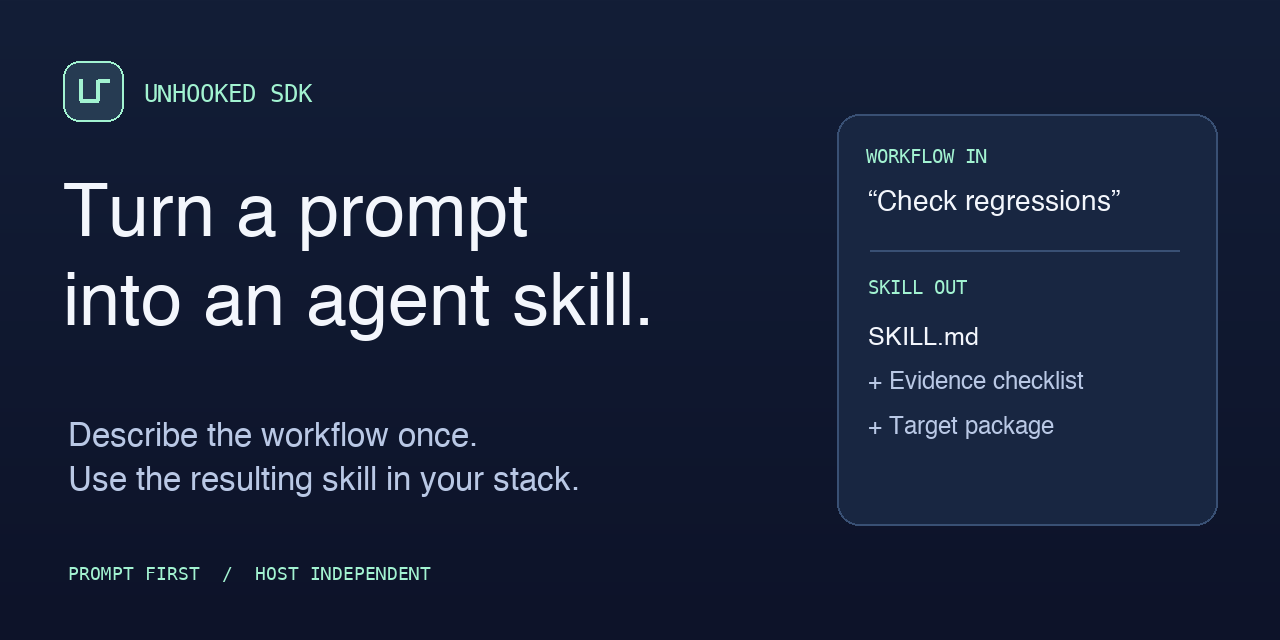 UNHOOKED SDK
Turn a prompt
into an agent skill.
Describe the workflow once.
Use the resulting skill in your stack.
PROMPT FIRST / HOST INDEPENDENT
WORKFLOW IN
“Check regressions”
SKILL OUT
SKILL.md
+ Evidence checklist
+ Target package